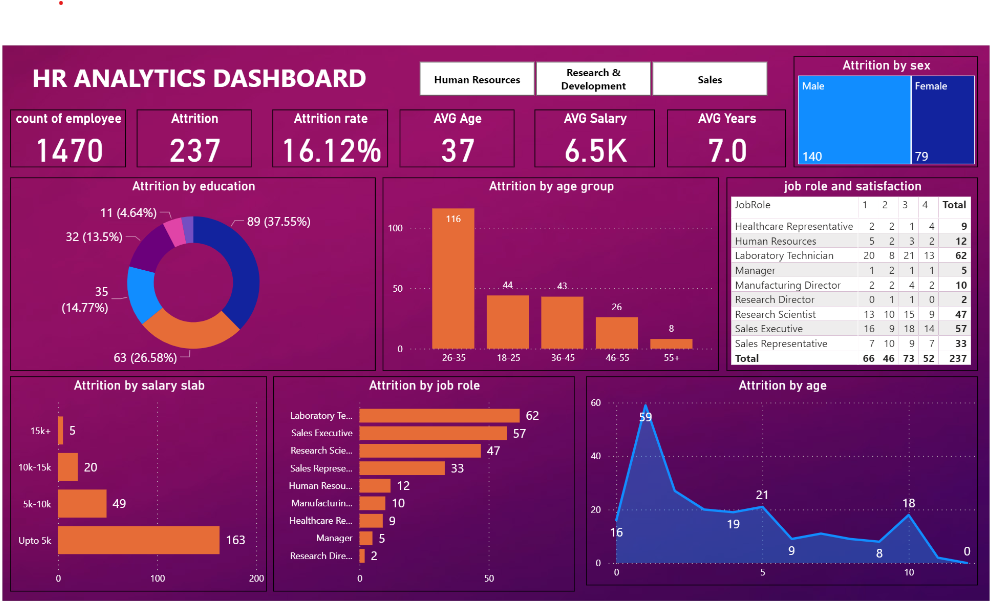 HR ANALYTICS DASHBOARD
Human Resources
Research &
Development
Sales
Attrition by sex
Male
Female
140
79
count of employee
1470
Attrition
237
Attrition rate
16.12%
AVG Age
37
AVG Salary
6.5K
AVG Years
7.0
Attrition by education
11 (4.64%)
89 (37.55%)
32 (13.5%)
35
(14.77%)
63 (26.58%)
Attrition by age group
100
50
0
116
44
43
26
8
26-35
18-25
36-45
46-55
55+
job role and satisfaction
JobRole 1 2 3 4 Total
Healthcare Representative 2 2 1 4 9
Human Resources 5 2 3 2 12
Laboratory Technician 20 8 21 13 62
Manager 1 2 1 1 5
Manufacturing Director 2 2 4 2 10
Research Director 0 1 1 0 2
Research Scientist 13 10 15 9 47
Sales Executive 16 9 18 14 57
Sales Representative 7 10 9 7 33
Total 66 46 73 52 237
Attrition by salary slab
15k+ 5
10k-15k 20
5k-10k 49
Upto 5k 163
0 100 200
Attrition by job role
Laboratory Te... 62
Sales Executive 57
Research Scie... 47
Sales Represe... 33
Human Resou... 12
Manufacturin... 10
Healthcare Re... 9
Manager 5
Research Dire... 2
0 50
Attrition by age
60
40
20
0
59
16
19
21
9
8
18
0
0 5 10